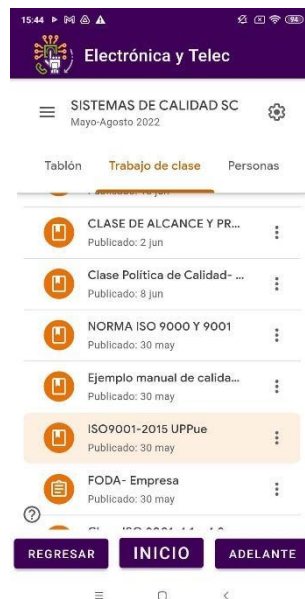 15:44
94
Electrónica y Telec
SISTEMAS DE CALIDAD SC
Mayo-Agosto 2022
Tablón Trabajo de clase Personas
CLASE DE ALCANCE Y PR...
Publicado: 2 jun
Clase Política de Calidad- ...
Publicado: 8 jun
NORMA ISO 9000 Y 9001
Publicado: 30 may
Ejemplo manual de calida...
Publicado: 30 may
ISO9001-2015 UPPue
Publicado: 30 may
FODA- Empresa
Publicado: 30 may
REGRESAR INICIO ADELANTE